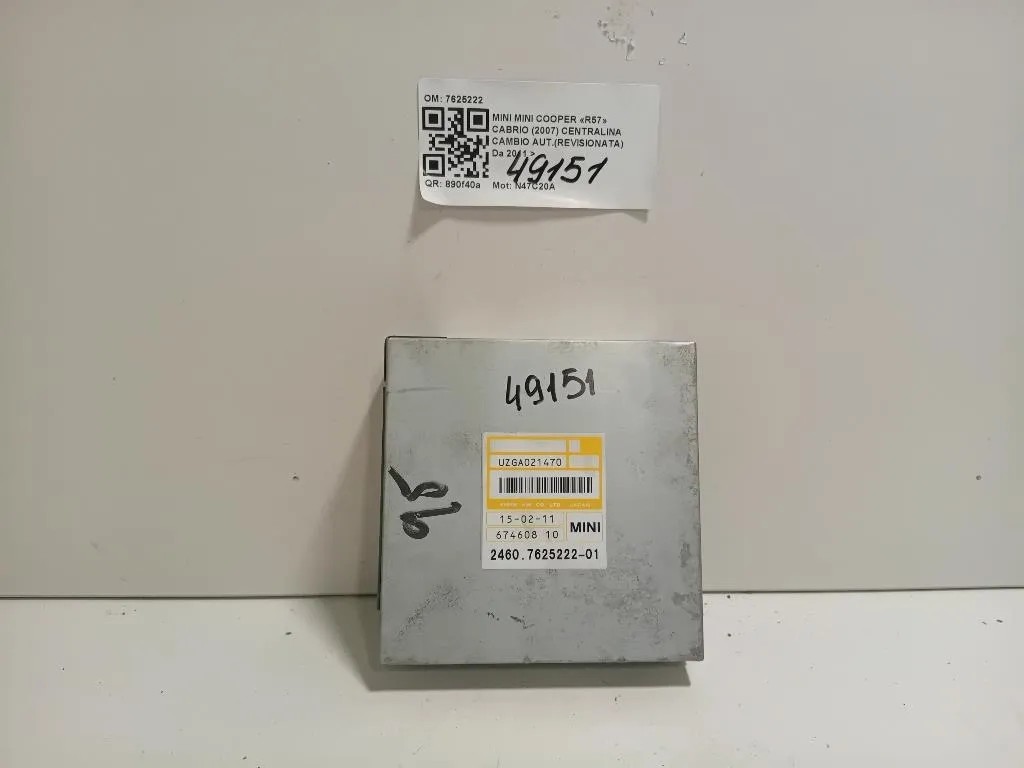 OM: 7625222
MINI MINI COOPER «R57»
CABRIO (2007) CENTRALINA
CAMBIO AUT.(REVISIONATA)
Da 2011 >
49151
QR: 890f40a
Mot: N47C20A
49151
UZGA021470
JAPAN
15-02-11
674608 10
MINI
2460.7625222-01